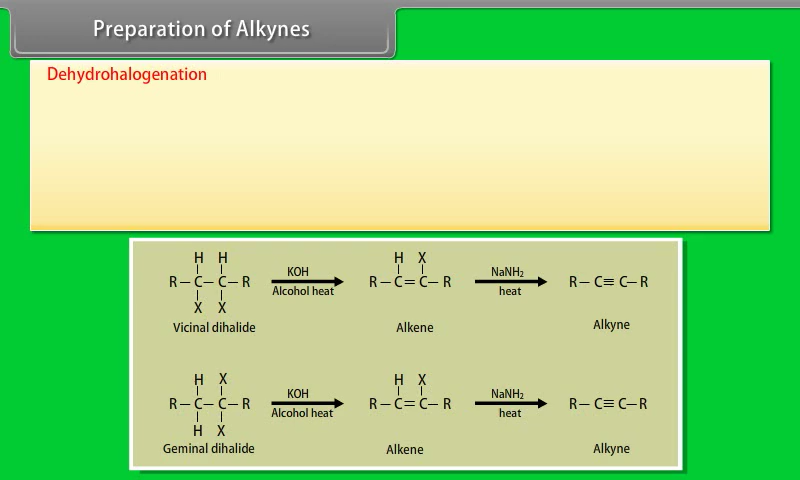 Preparation of Alkynes
Dehydrohalogenation
H H
R – C – C – R
X X
Vicinal dihalide
KOH
Alcohol heat
H X
R – C = C – R
Alkene
NaNH₂
heat
R – C ≡ C – R
Alkyne
H X
R – C – C – R
H X
Geminal dihalide
KOH
Alcohol heat
H X
R – C = C – R
Alkene
NaNH₂
heat
R – C ≡ C – R
Alkyne